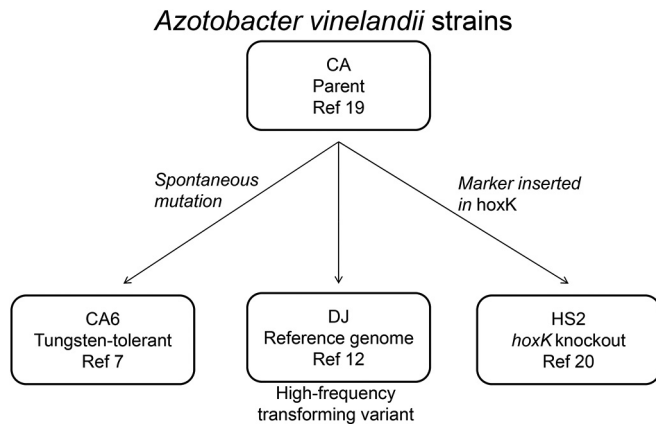 Azotobacter vinelandii strains
CA
Parent
Ref 19
Spontaneous
mutation
Marker inserted
in hoxK
CA6
Tungsten-tolerant
Ref 7
DJ
Reference genome
Ref 12
HS2
hoxK knockout
Ref 20
High-frequency
transforming variant